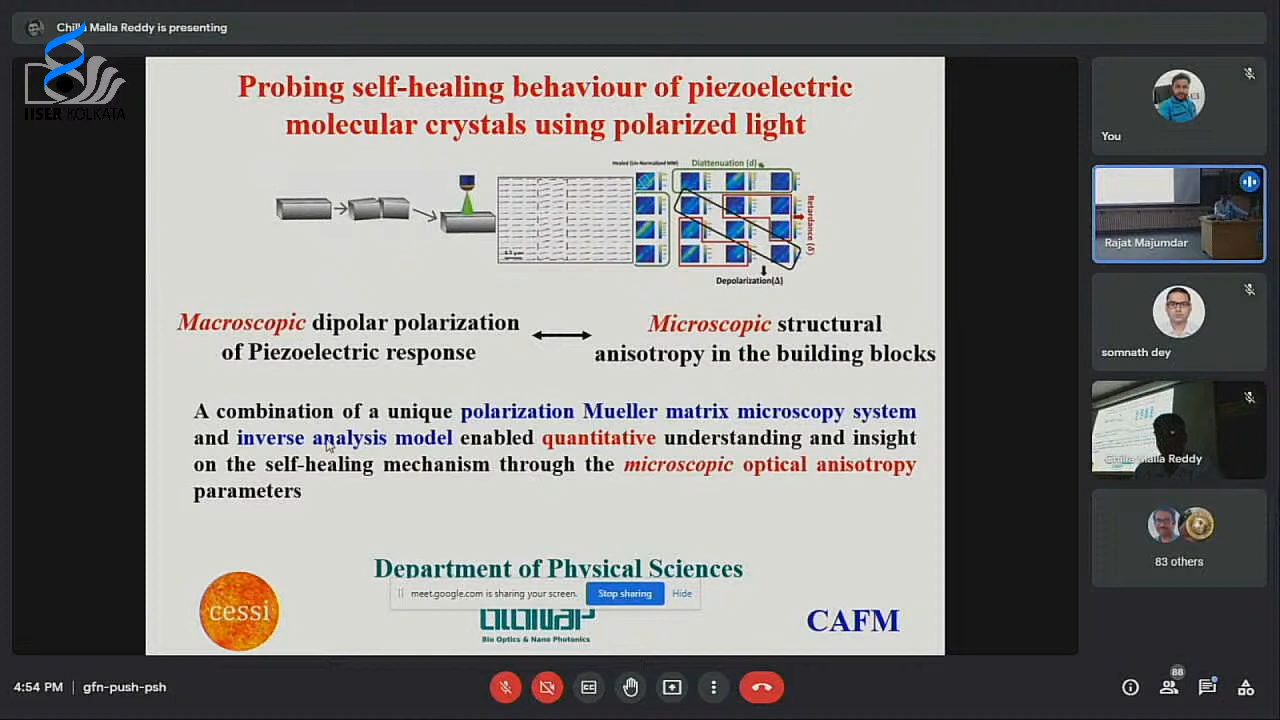 Chilla Malla Reddy is presenting
IISER KOLKATA
Probing self-healing behaviour of piezoelectric
molecular crystals using polarized light
Healed (Un-Normalized MM)
Diattenuation (d)
Retardance (δ)
Depolarization(Δ)
Macroscopic dipolar polarization
of Piezoelectric response
Microscopic structural
anisotropy in the building blocks
A combination of a unique polarization Mueller matrix microscopy system
and inverse analysis model enabled quantitative understanding and insight
on the self-healing mechanism through the microscopic optical anisotropy
parameters
Department of Physical Sciences
meet.google.com is sharing your screen.
Stop sharing
Hide
cessi
Bio Optics & Nano Photonics
CAFM
You
Rajat Majumdar
somnath dey
Chilla Malla Reddy
83 others
4:54 PM
gfn-push-psh
88